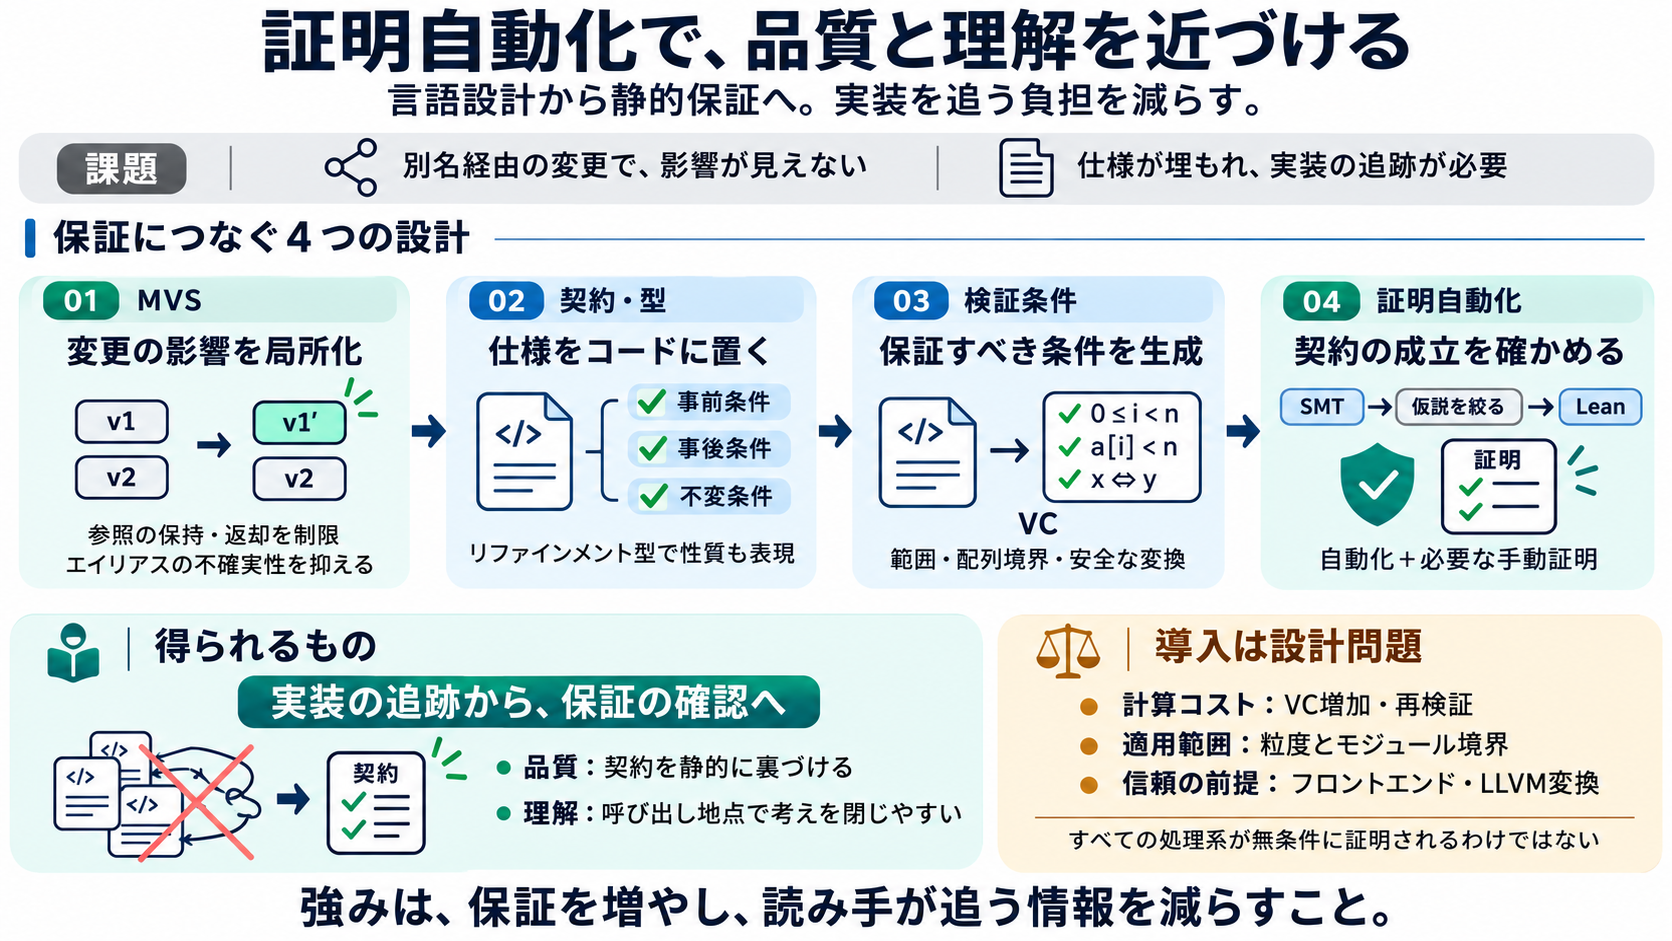 証明自動化で、品質と理解を近づける
言語設計から静的保証へ。実装を追う負担を減らす。
課題
別名経由の変更で、影響が見えない
仕様が埋もれ、実装の追跡が必要
保証につなぐ4つの設計
01 MVS
変更の影響を局所化
v1
v1′
v2
v2
参照の保持・返却を制限
エイリアスの不確実性を抑える
02 契約・型
仕様をコードに置く
</>
事前条件
事後条件
不変条件
リファインメント型で性質も表現
03 検証条件
保証すべき条件を生成
</>
0 ≤ i < n
a[i] < n
x ⇔ y
VC
範囲・配列境界・安全な変換
04 証明自動化
契約の成立を確かめる
SMT
仮説を絞る
Lean
証明
自動化+必要な手動証明
得られるもの
実装の追跡から、保証の確認へ
</>
</>
</>
契約
品質：契約を静的に裏づける
理解：呼び出し地点で考えを閉じやすい
導入は設計問題
計算コスト：VC増加・再検証
適用範囲：粒度とモジュール境界
信頼の前提：フロントエンド・LLVM変換
すべての処理系が無条件に証明されるわけではない
強みは、保証を増やし、読み手が追う情報を減らすこと。